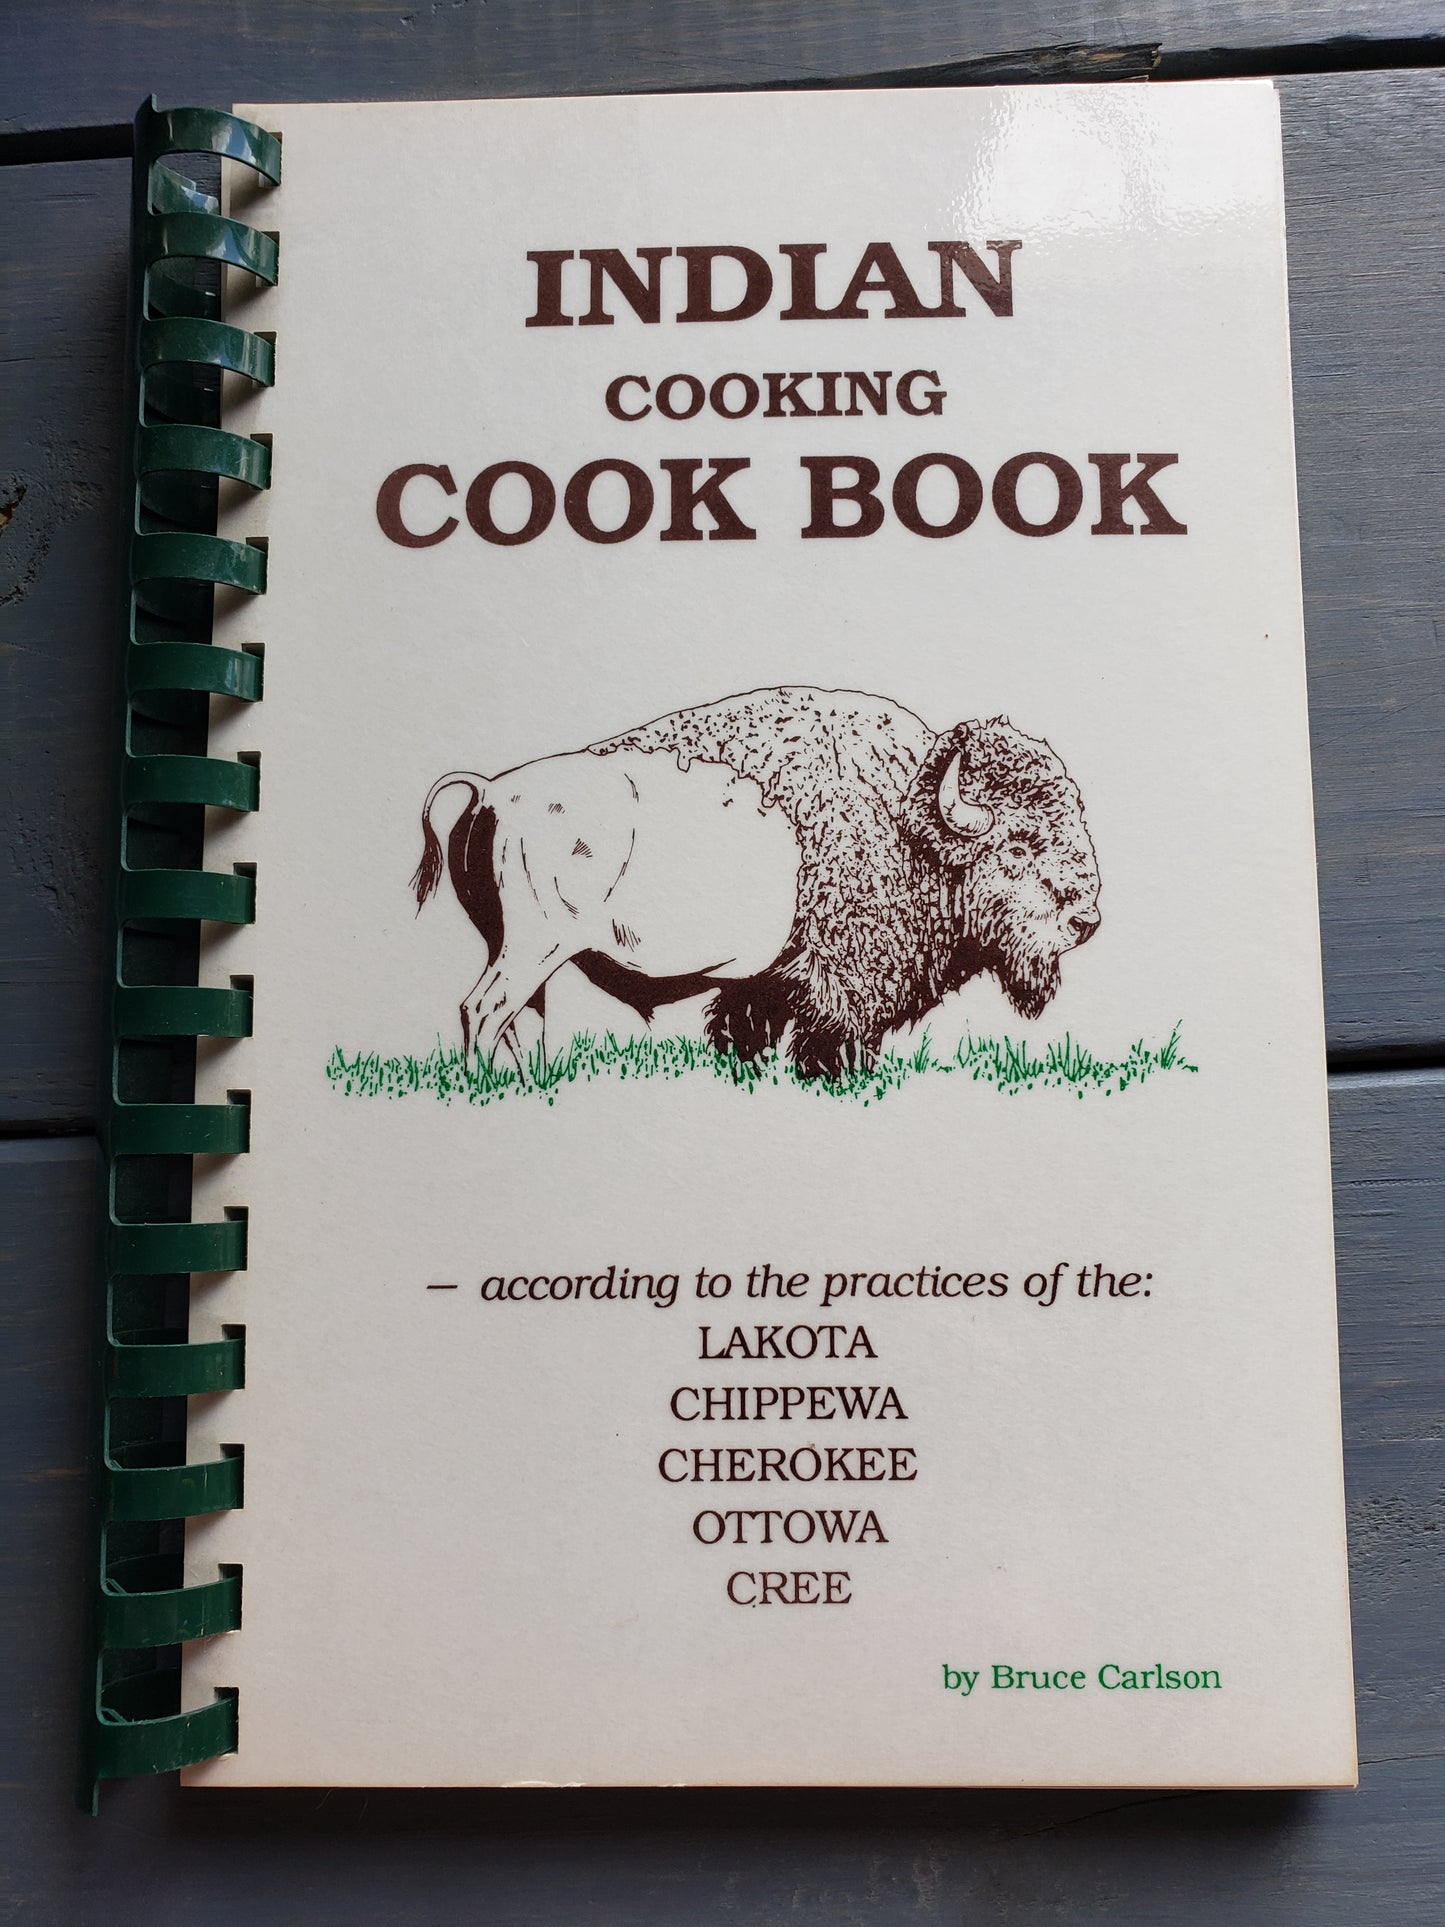 INDIAN
COOKING
COOK BOOK
— according to the practices of the:
LAKOTA
CHIPPEWA
CHEROKEE
OTTOWA
CREE
by Bruce Carlson